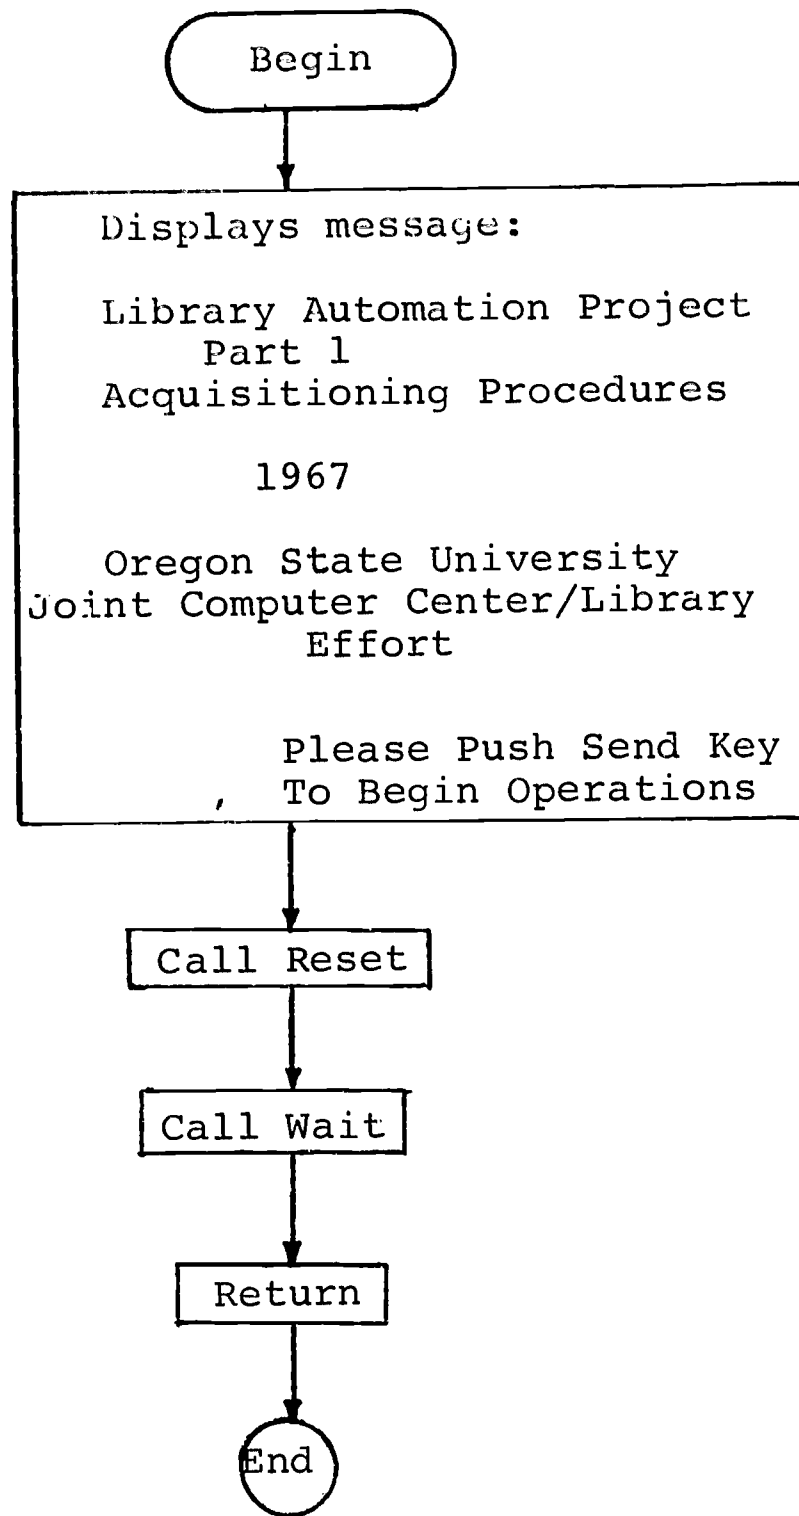 Begin
Displays message:
Library Automation Project
Part 1
Acquisitioning Procedures
1967
Oregon State University
Joint Computer Center/Library
Effort
Please Push Send Key
, To Begin Operations
Call Reset
Call Wait
Return
End